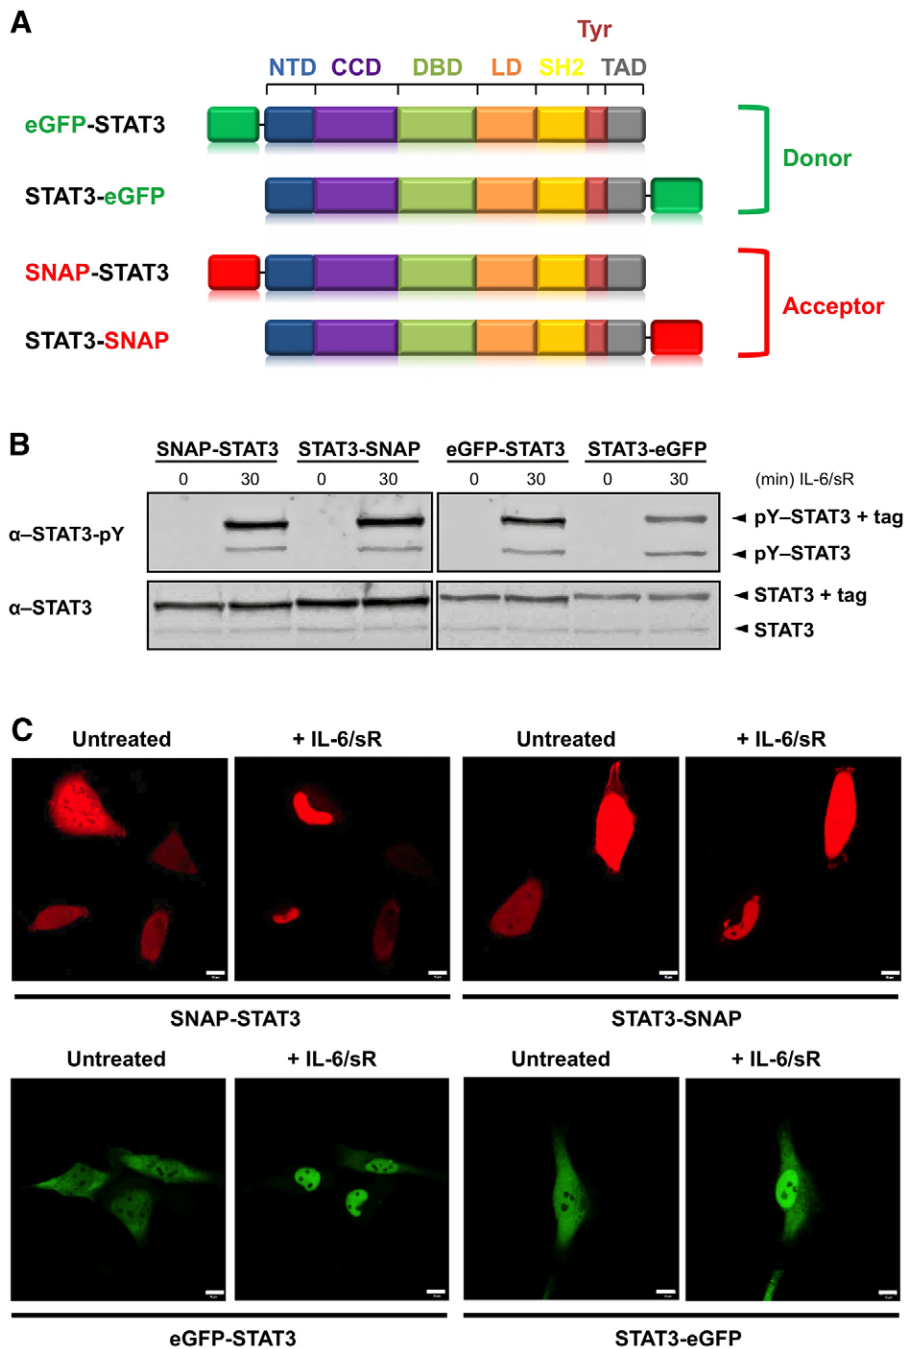 A
Tyr
NTD CCD DBD LD SH2 TAD
eGFP-STAT3
Donor
STAT3-eGFP
SNAP-STAT3
Acceptor
STAT3-SNAP
B
SNAP-STAT3 STAT3-SNAP eGFP-STAT3 STAT3-eGFP
0 30 0 30 0 30 0 30 (min) IL-6/sR
α–STAT3-pY
pY–STAT3 + tag
pY–STAT3
α–STAT3
STAT3 + tag
STAT3
C
Untreated + IL-6/sR Untreated + IL-6/sR
SNAP-STAT3 STAT3-SNAP
Untreated + IL-6/sR Untreated + IL-6/sR
eGFP-STAT3 STAT3-eGFP